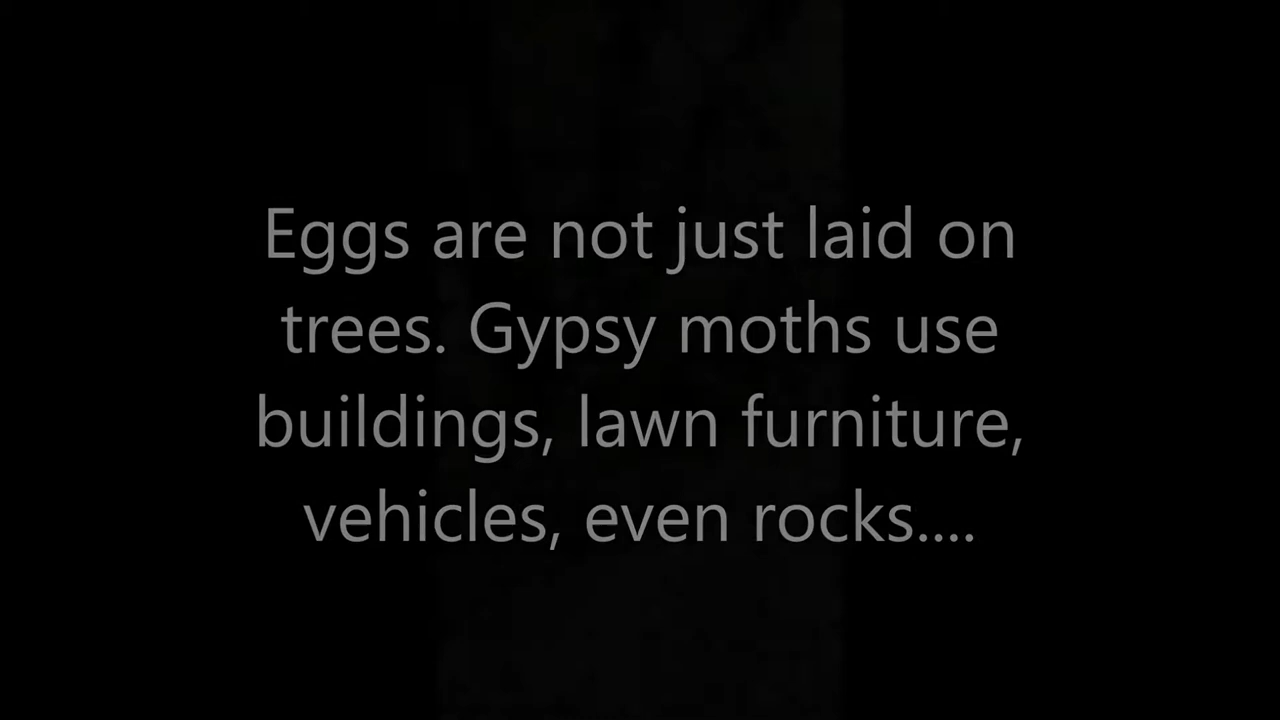 Eggs are not just laid on
trees. Gypsy moths use
buildings, lawn furniture,
vehicles, even rocks....